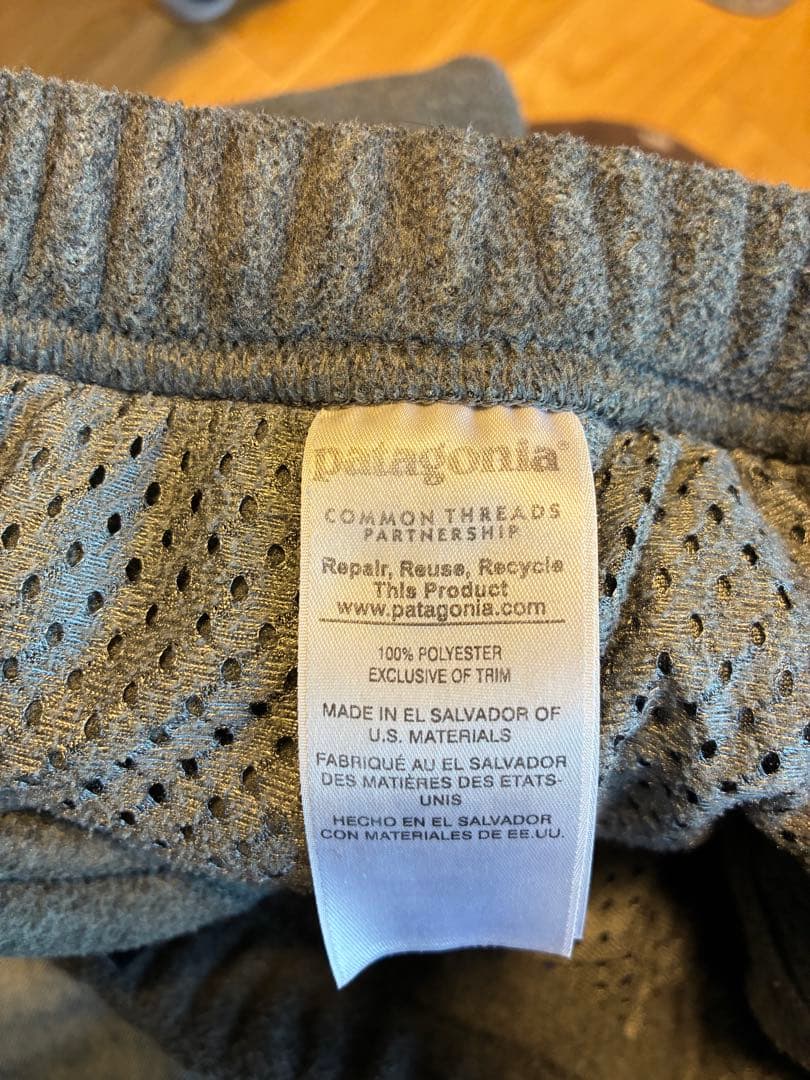 patagonia®
COMMON THREADS
PARTNERSHIP
Repair, Reuse, Recycle
This Product
www.patagonia.com
100% POLYESTER
EXCLUSIVE OF TRIM
MADE IN EL SALVADOR OF
U.S. MATERIALS
FABRIQUÉ AU EL SALVADOR
DES MATIÈRES DES ETATS-
UNIS
HECHO EN EL SALVADOR
CON MATERIALES DE EE.UU.